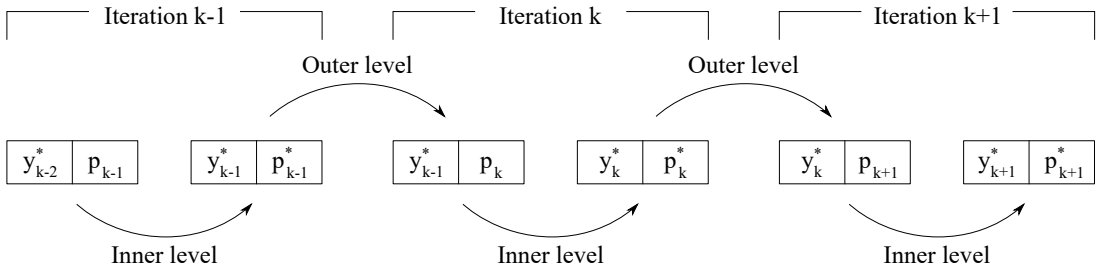 Iteration k-1 Iteration k Iteration k+1
Outer level Outer level
y*k-2 pk-1 y*k-1 p*k-1 y*k-1 pk y*k p*k y*k pk+1 y*k+1 p*k+1
Inner level Inner level Inner level